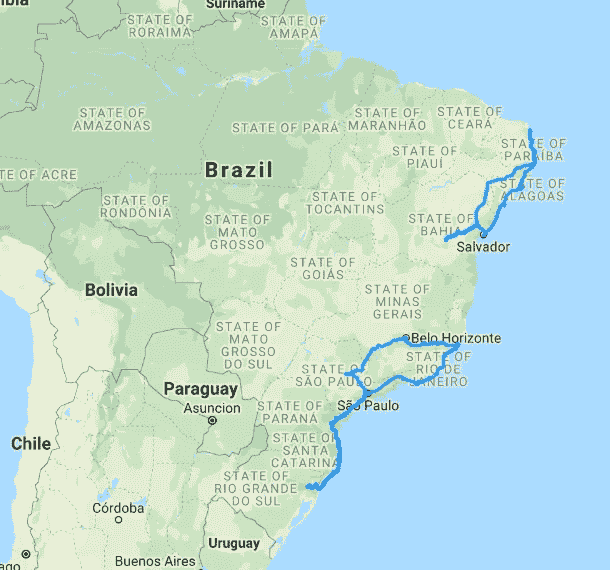 bia
Suriname
STATE OF
RORAIMA
STATE OF
AMAPÁ
STATE OF
AMAZONAS
STATE OF PARÁ
STATE OF
MARANHÃO
STATE OF
CEARÁ
STATE OF
PARAÍBA
STATE OF
PIAUÍ
TE OF ACRE
Brazil
STATE OF
ALAGOAS
STATE OF
RONDÔNIA
STATE OF
TOCANTINS
STATE OF
MATO
GROSSO
STATE OF
BAHIA
Salvador
STATE OF
GOIÁS
Bolivia
STATE OF
MINAS
GERAIS
STATE OF
MATO
GROSSO
DO SUL
Belo Horizonte
STATE OF
RIO DE
JANEIRO
STATE OF
SÃO PAULO
Paraguay
Asuncion
São Paulo
STATE OF
PARANÁ
Chile
STATE OF
SANTA
CATARINA
STATE OF
RIO GRANDE
DO SUL
Córdoba
Uruguay
Buenos Aires
ago